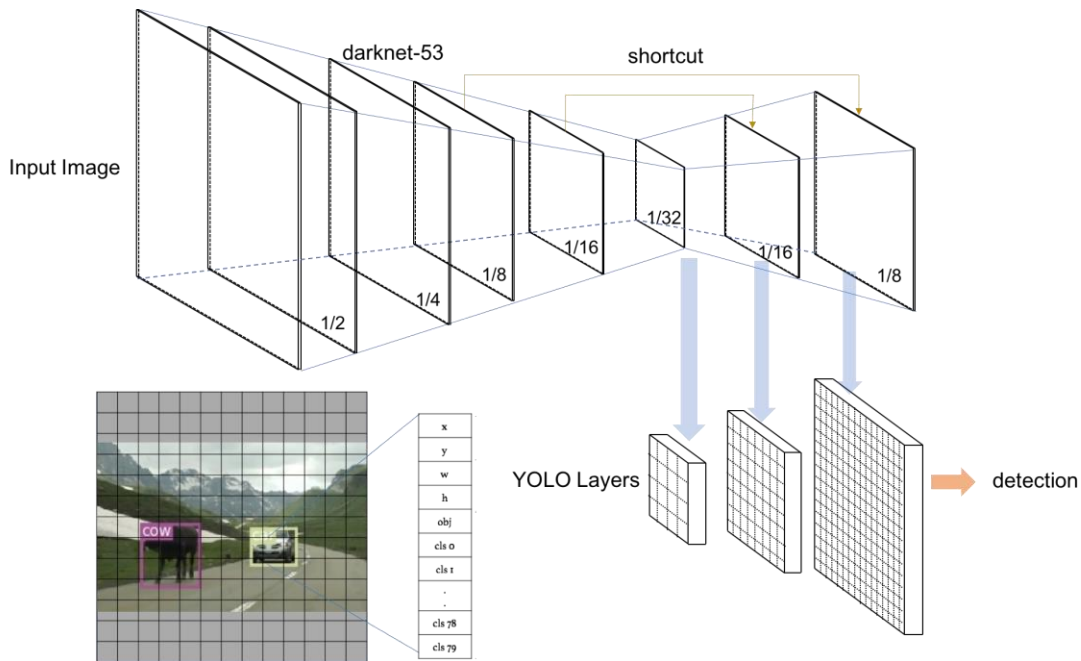 darknet-53
shortcut
Input Image
1/2
1/4
1/8
1/16
1/32
1/16
1/8
COW
x
y
w
h
obj
cls 0
cls 1
.
.
cls 78
cls 79
YOLO Layers
detection